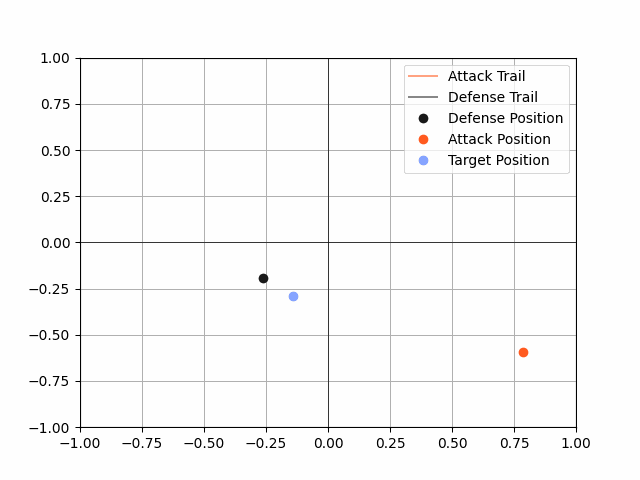 Attack Trail
Defense Trail
Defense Position
Attack Position
Target Position
1.00
0.75
0.50
0.25
0.00
−0.25
−0.50
−0.75
−1.00
−1.00 −0.75 −0.50 −0.25 0.00 0.25 0.50 0.75 1.00